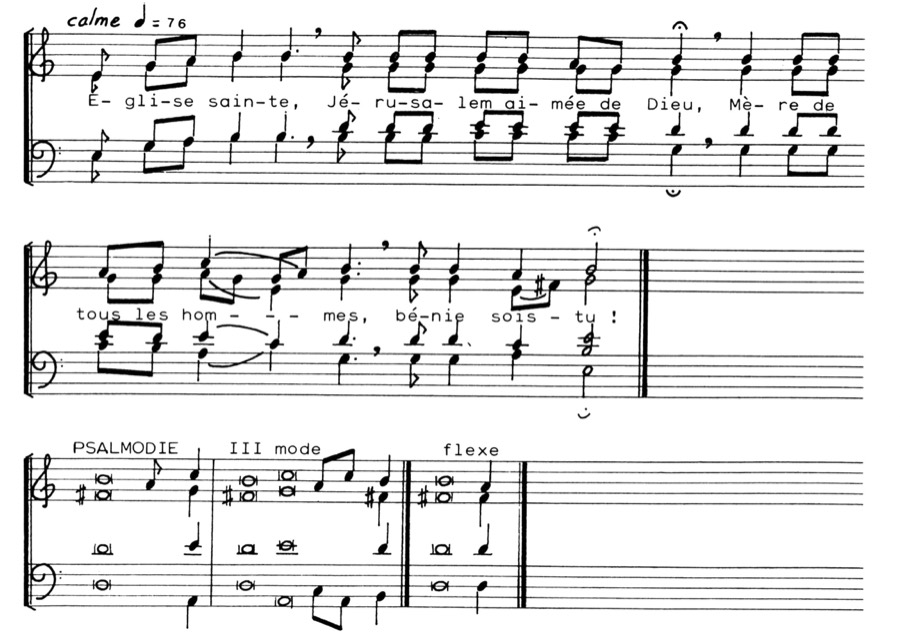 calme ♩ = 76
E- gli-se sain-te, Jé- ru-sa- lem ai- mée de Dieu, Mè- re de
tous les hom - - - mes, bé-nie sois - tu !
PSALMODIE III mode flexe